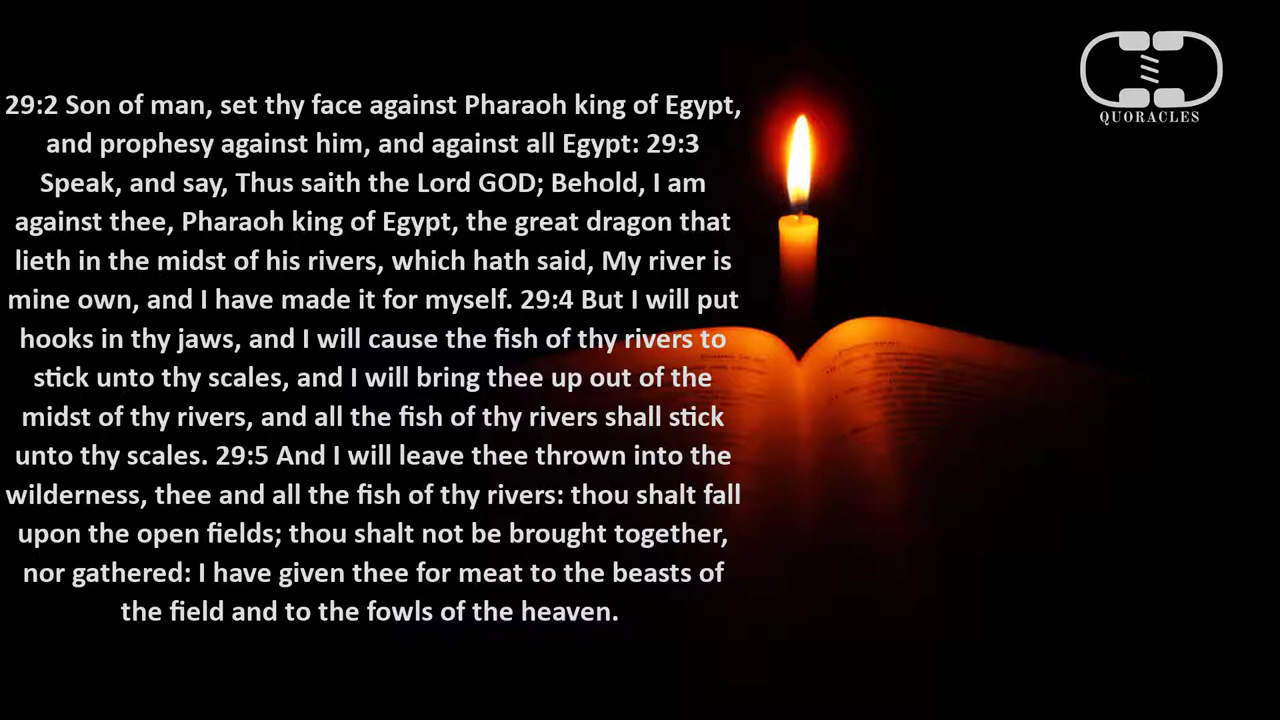 29:2 Son of man, set thy face against Pharaoh king of Egypt,
and prophesy against him, and against all Egypt: 29:3
Speak, and say, Thus saith the Lord GOD; Behold, I am
against thee, Pharaoh king of Egypt, the great dragon that
lieth in the midst of his rivers, which hath said, My river is
mine own, and I have made it for myself. 29:4 But I will put
hooks in thy jaws, and I will cause the fish of thy rivers to
stick unto thy scales, and I will bring thee up out of the
midst of thy rivers, and all the fish of thy rivers shall stick
unto thy scales. 29:5 And I will leave thee thrown into the
wilderness, thee and all the fish of thy rivers: thou shalt fall
upon the open fields; thou shalt not be brought together,
nor gathered: I have given thee for meat to the beasts of
the field and to the fowls of the heaven.
QUORACLES